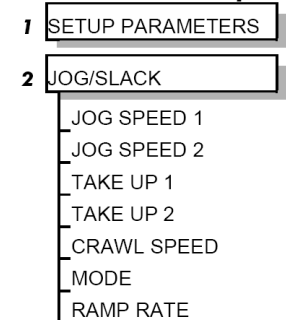 1 SETUP PARAMETERS
2 JOG/SLACK
JOG SPEED 1
JOG SPEED 2
TAKE UP 1
TAKE UP 2
CRAWL SPEED
MODE
RAMP RATE